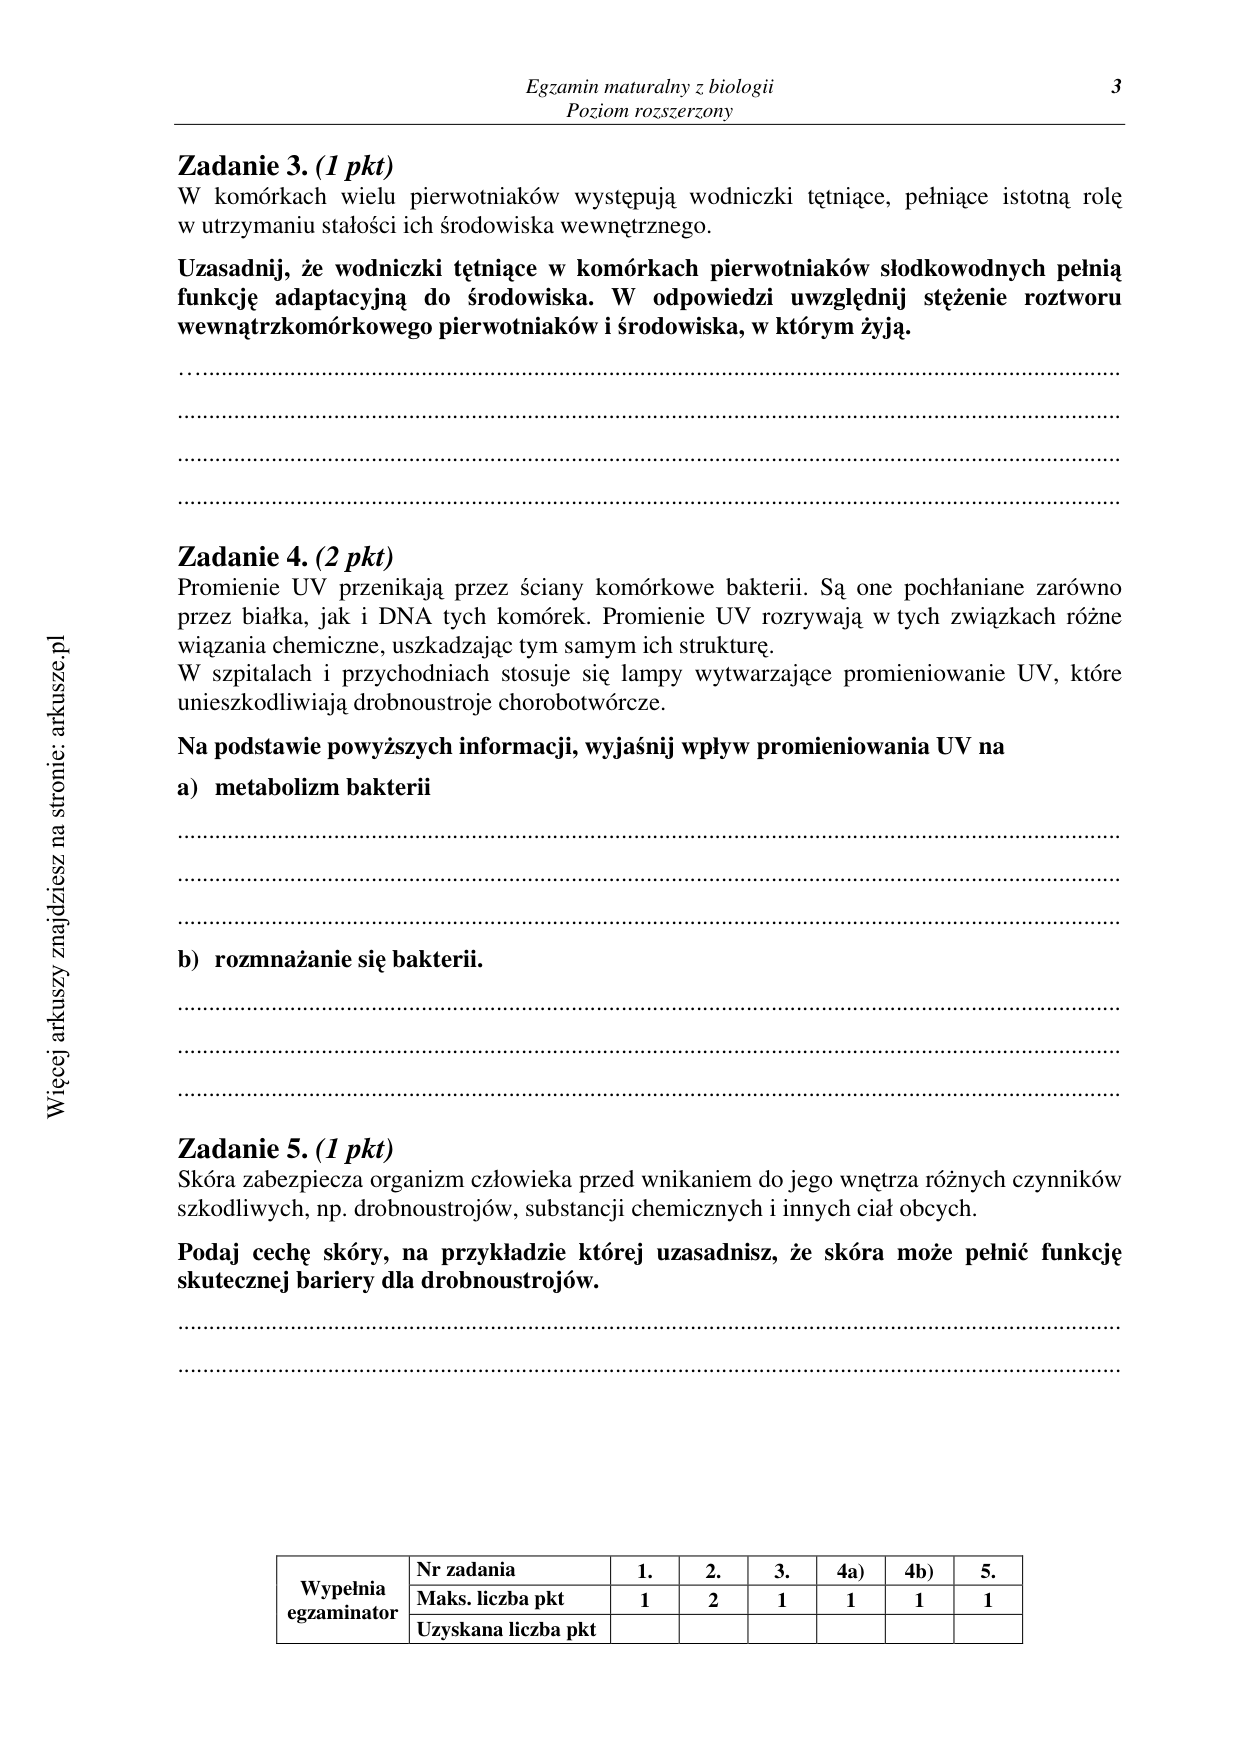 Egzamin maturalny z biologii 3
Poziom rozszerzony
Zadanie 3. (1 pkt)
W komórkach wielu pierwotniaków występują wodniczki tętniące, pełniące istotną rolę
w utrzymaniu stałości ich środowiska wewnętrznego.
Uzasadnij, że wodniczki tętniące w komórkach pierwotniaków słodkowodnych pełnią
funkcję adaptacyjną do środowiska. W odpowiedzi uwzględnij stężenie roztworu
wewnątrzkomórkowego pierwotniaków i środowiska, w którym żyją.
Zadanie 4. (2 pkt)
Promienie UV przenikają przez ściany komórkowe bakterii. Są one pochłaniane zarówno
przez białka, jak i DNA tych komórek. Promienie UV rozrywają w tych związkach różne
wiązania chemiczne, uszkadzając tym samym ich strukturę.
W szpitalach i przychodniach stosuje się lampy wytwarzające promieniowanie UV, które
unieszkodliwiają drobnoustroje chorobotwórcze.
Na podstawie powyższych informacji, wyjaśnij wpływ promieniowania UV na
a) metabolizm bakterii
b) rozmnażanie się bakterii.
Zadanie 5. (1 pkt)
Skóra zabezpiecza organizm człowieka przed wnikaniem do jego wnętrza różnych czynników
szkodliwych, np. drobnoustrojów, substancji chemicznych i innych ciał obcych.
Podaj cechę skóry, na przykładzie której uzasadnisz, że skóra może pełnić funkcję
skutecznej bariery dla drobnoustrojów.
Wypełnia
egzaminator
Nr zadania 1. 2. 3. 4a) 4b) 5.
Maks. liczba pkt 1 2 1 1 1 1
Uzyskana liczba pkt
Więcej arkuszy znajdziesz na stronie: arkusze.pl